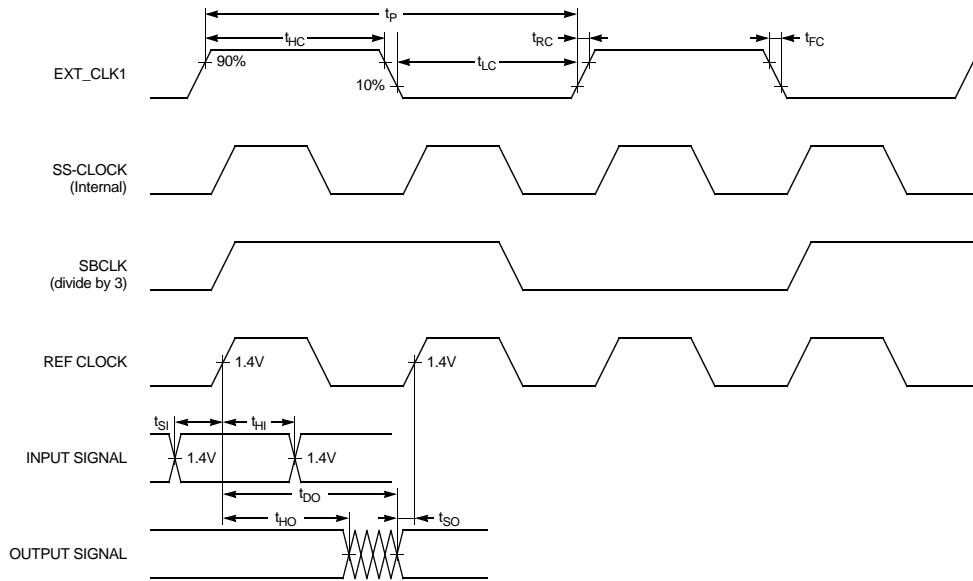 tP
tHC
tRC
tFC
EXT_CLK1
90%
tLC
10%
SS-CLOCK
(Internal)
SBCLK
(divide by 3)
REF CLOCK
1.4V
1.4V
tSI
tHI
INPUT SIGNAL
1.4V
1.4V
tDO
tHO
tSO
OUTPUT SIGNAL